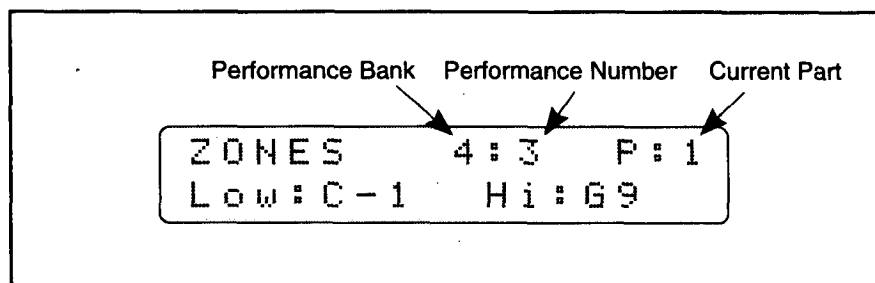 Performance Bank Performance Number Current Part
ZONES 4:3 P:1
Low:C-1 Hi:G9